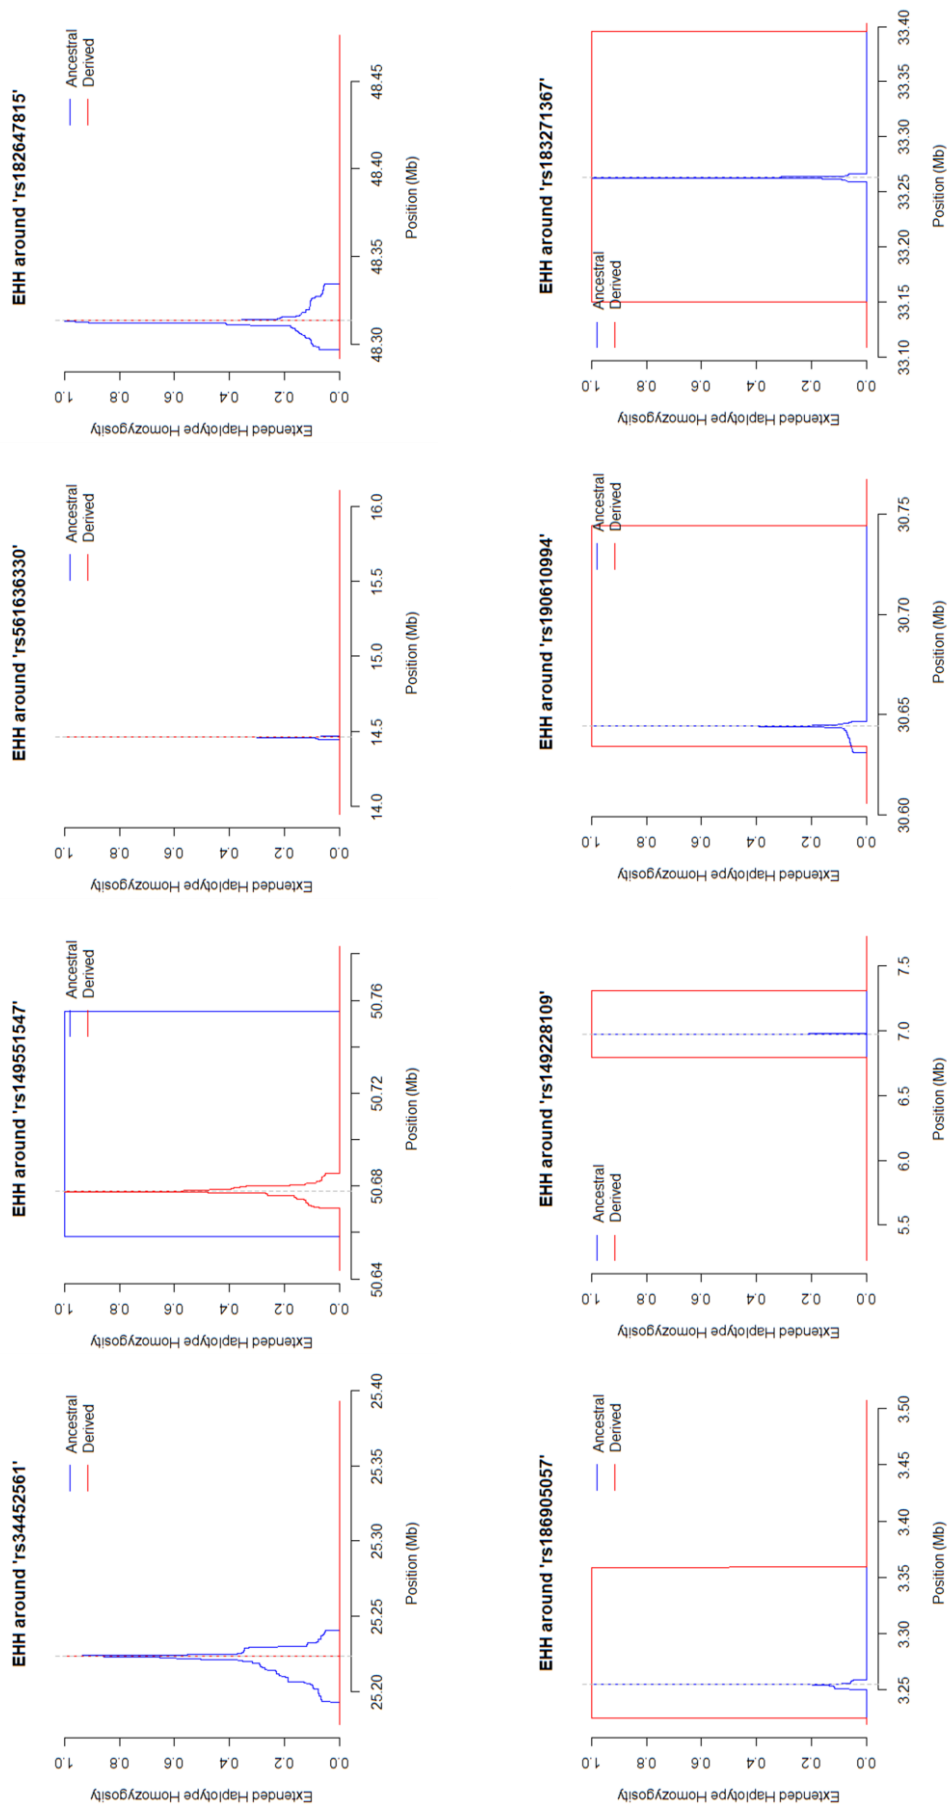 EHH around 'rs34452561'
Ancestral
Derived
Extended Haplotype Homozygosity
1.0
0.8
0.6
0.4
0.2
0.0
25.20 25.25 25.30 25.35 25.40
Position (Mb)
EHH around 'rs149551547'
Ancestral
Derived
Extended Haplotype Homozygosity
1.0
0.8
0.6
0.4
0.2
0.0
50.64 50.68 50.72 50.76
Position (Mb)
EHH around 'rs561636330'
Ancestral
Derived
Extended Haplotype Homozygosity
1.0
0.8
0.6
0.4
0.2
0.0
14.0 14.5 15.0 15.5 16.0
Position (Mb)
EHH around 'rs182647815'
Ancestral
Derived
Extended Haplotype Homozygosity
1.0
0.8
0.6
0.4
0.2
0.0
48.30 48.35 48.40 48.45
Position (Mb)
EHH around 'rs186905057'
Ancestral
Derived
Extended Haplotype Homozygosity
1.0
0.8
0.6
0.4
0.2
0.0
3.25 3.30 3.35 3.40 3.45 3.50
Position (Mb)
EHH around 'rs149228109'
Ancestral
Derived
Extended Haplotype Homozygosity
1.0
0.8
0.6
0.4
0.2
0.0
5.5 6.0 6.5 7.0 7.5
Position (Mb)
EHH around 'rs190610994'
Ancestral
Derived
Extended Haplotype Homozygosity
1.0
0.8
0.6
0.4
0.2
0.0
30.60 30.65 30.70 30.75
Position (Mb)
EHH around 'rs183271367'
Ancestral
Derived
Extended Haplotype Homozygosity
1.0
0.8
0.6
0.4
0.2
0.0
33.10 33.15 33.20 33.25 33.30 33.35 33.40
Position (Mb)